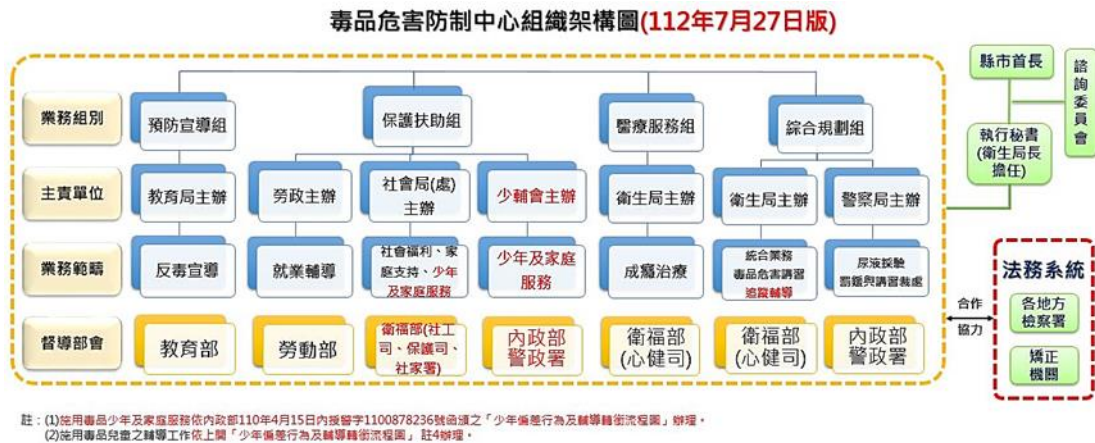 毒品危害防制中心組織架構圖(112年7月27日版)
縣市首長
諮詢委員會
執行秘書
(衛生局長
擔任)
業務組別
預防宣導組
保護扶助組
醫療服務組
綜合規劃組
主責單位
教育局主辦
勞政主辦
社會局(處)
主辦
少輔會主辦
衛生局主辦
衛生局主辦
警察局主辦
業務範疇
反毒宣導
就業輔導
社會福利、家
庭支持、少年
及家庭服務
少年及家庭
服務
成癮治療
統合業務
毒品危害講習
追蹤輔導
尿液採驗
罰鍰與講習裁處
督導部會
教育部
勞動部
衛福部(社工
司、保護司、
社家署)
內政部
警政署
衛福部
(心健司)
衛福部
(心健司)
內政部
警政署
合作
協力
法務系統
各地方
檢察署
矯正
機關
註：(1)施用毒品少年及家庭服務依內政部110年4月15日內授警字1100878236號函頒之「少年偏差行為及輔導轉銜流程圖」辦理。
(2)施用毒品兒童之輔導工作依上開「少年偏差行為及輔導轉銜流程圖」 註4辦理。